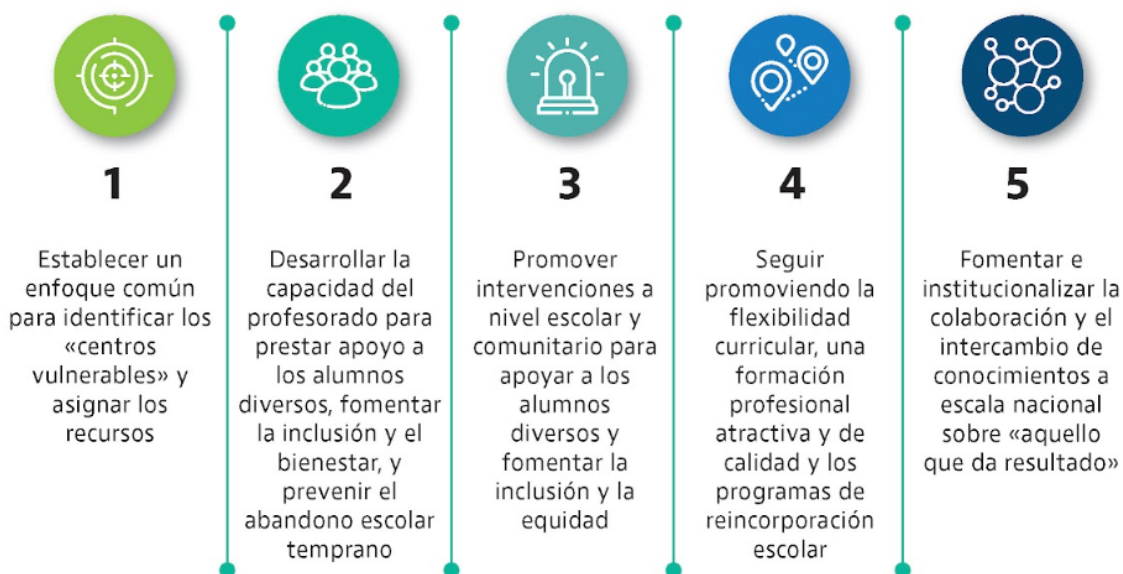 1
Establecer un
enfoque común
para identificar los
«centros
vulnerables» y
asignar los
recursos
2
Desarrollar la
capacidad del
profesorado para
prestar apoyo a
los alumnos
diversos, fomentar
la inclusión y el
bienestar, y
prevenir el
abandono escolar
temprano
3
Promover
intervenciones a
nivel escolar y
comunitario para
apoyar a los
alumnos
diversos y
fomentar la
inclusión y la
equidad
4
Seguir
promoviendo la
flexibilidad
curricular, una
formación
profesional
atractiva y de
calidad y los
programas de
reincorporación
escolar
5
Fomentar e
institucionalizar la
colaboración y el
intercambio de
conocimientos a
escala nacional
sobre «aquello
que da resultado»